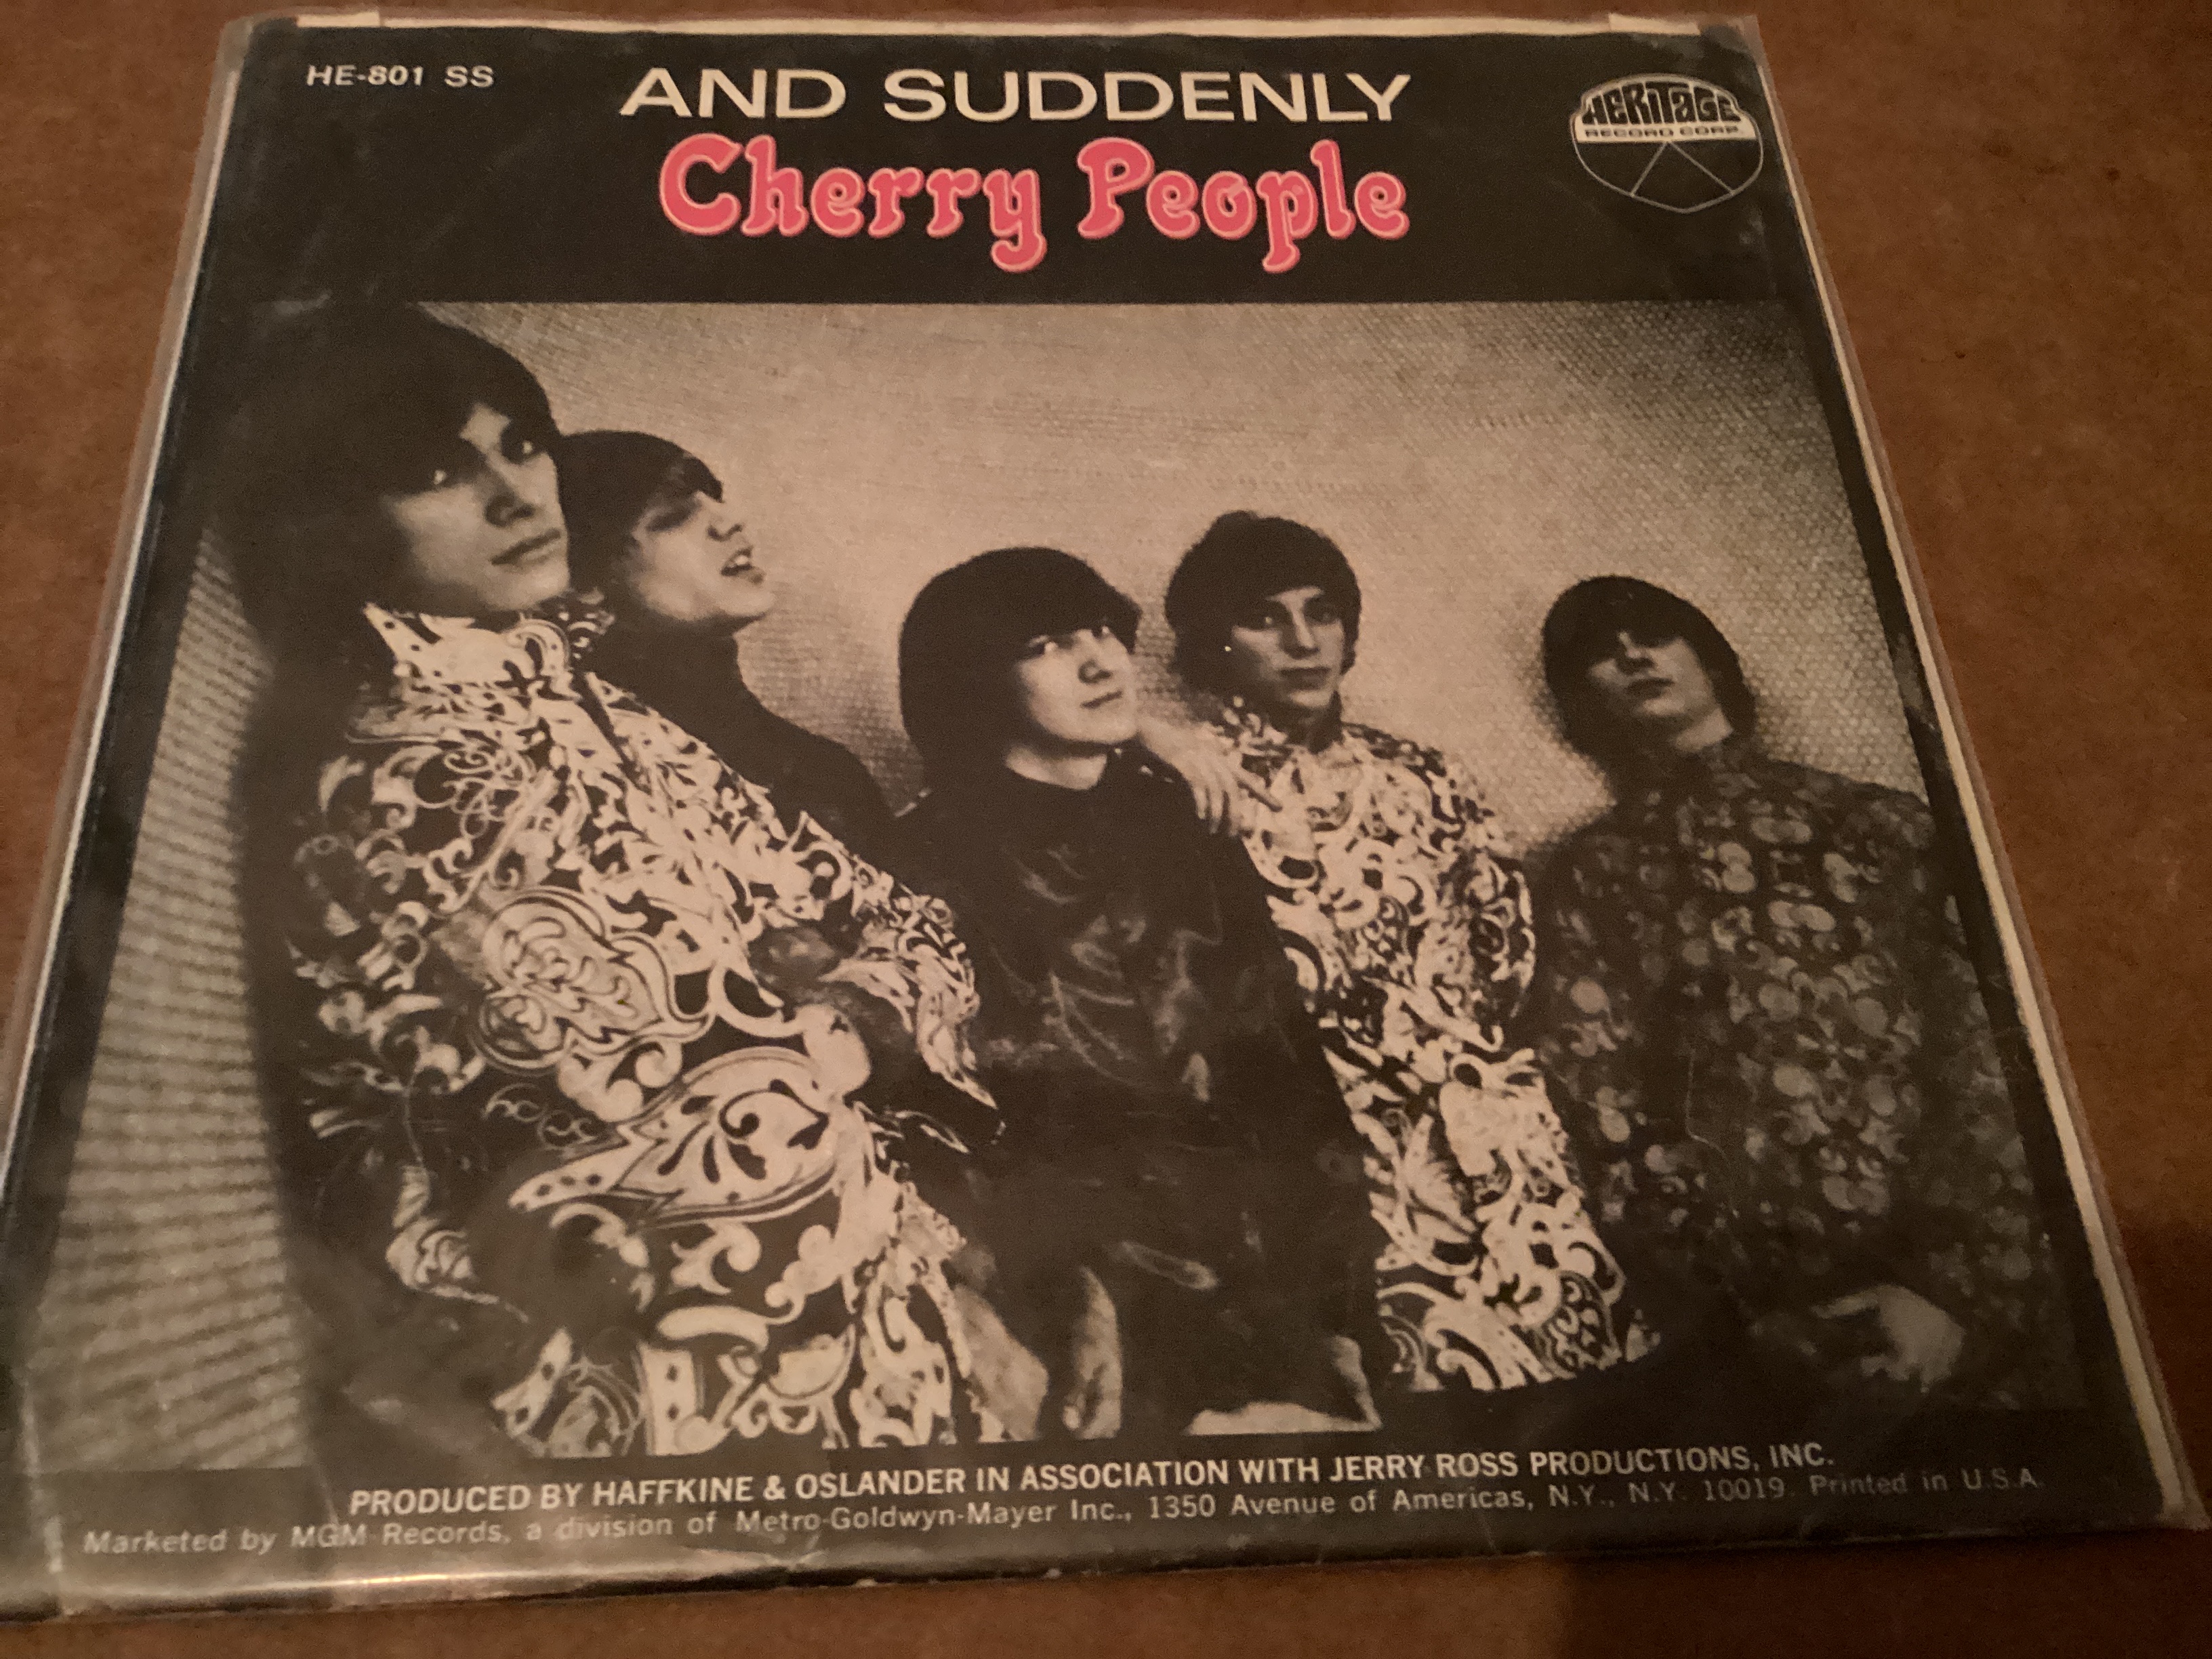 HE-801 SS
AND SUDDENLY
Cherry People
HERITAGE
RECORD CORP.
PRODUCED BY HAFFKINE & OSLANDER IN ASSOCIATION WITH JERRY ROSS PRODUCTIONS, INC.
Marketed by MGM Records, a division of Metro-Goldwyn-Mayer Inc., 1350 Avenue of Americas, N.Y., N.Y. 10019. Printed in U.S.A.